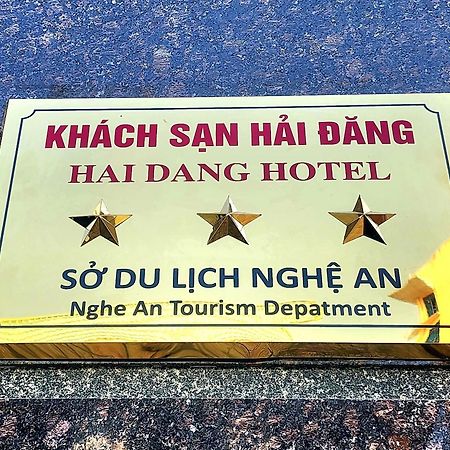 KHÁCH SẠN HẢI ĐĂNG
HAI DANG HOTEL
SỞ DU LỊCH NGHỆ AN
Nghe An Tourism Depatment